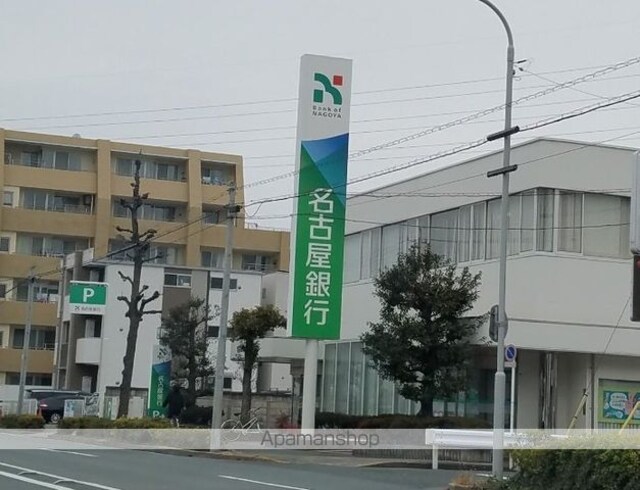 Bank of
NAGOYA
名古屋銀行
P
Apamanshop